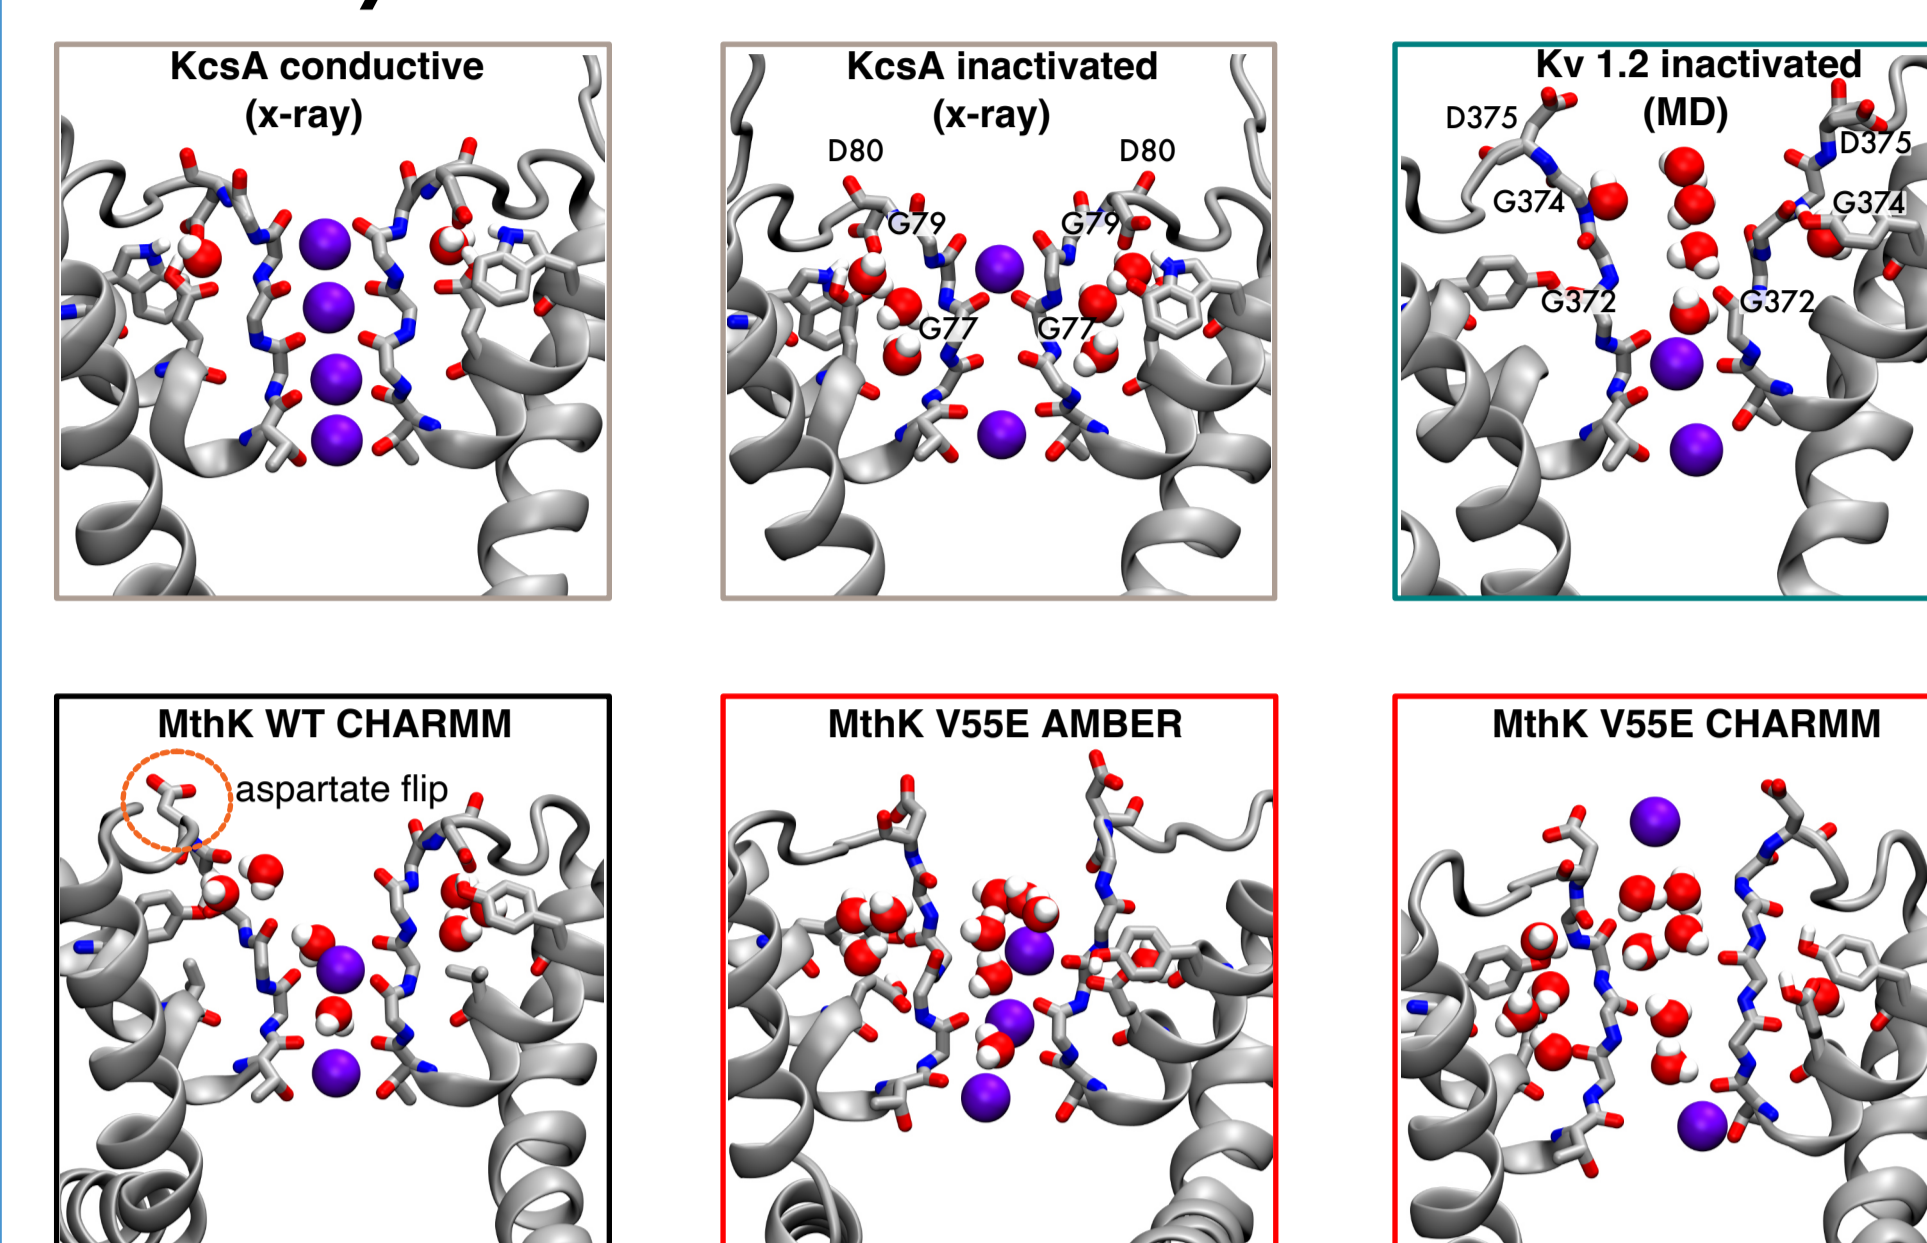 KcsA conductive
(x-ray)
KcsA inactivated
(x-ray)
D80
D80
G79
G79
G77
G77
Kv 1.2 inactivated
(MD)
D375
D375
G374
G374
G372
G372
MthK WT CHARMM
aspartate flip
MthK V55E AMBER
MthK V55E CHARMM